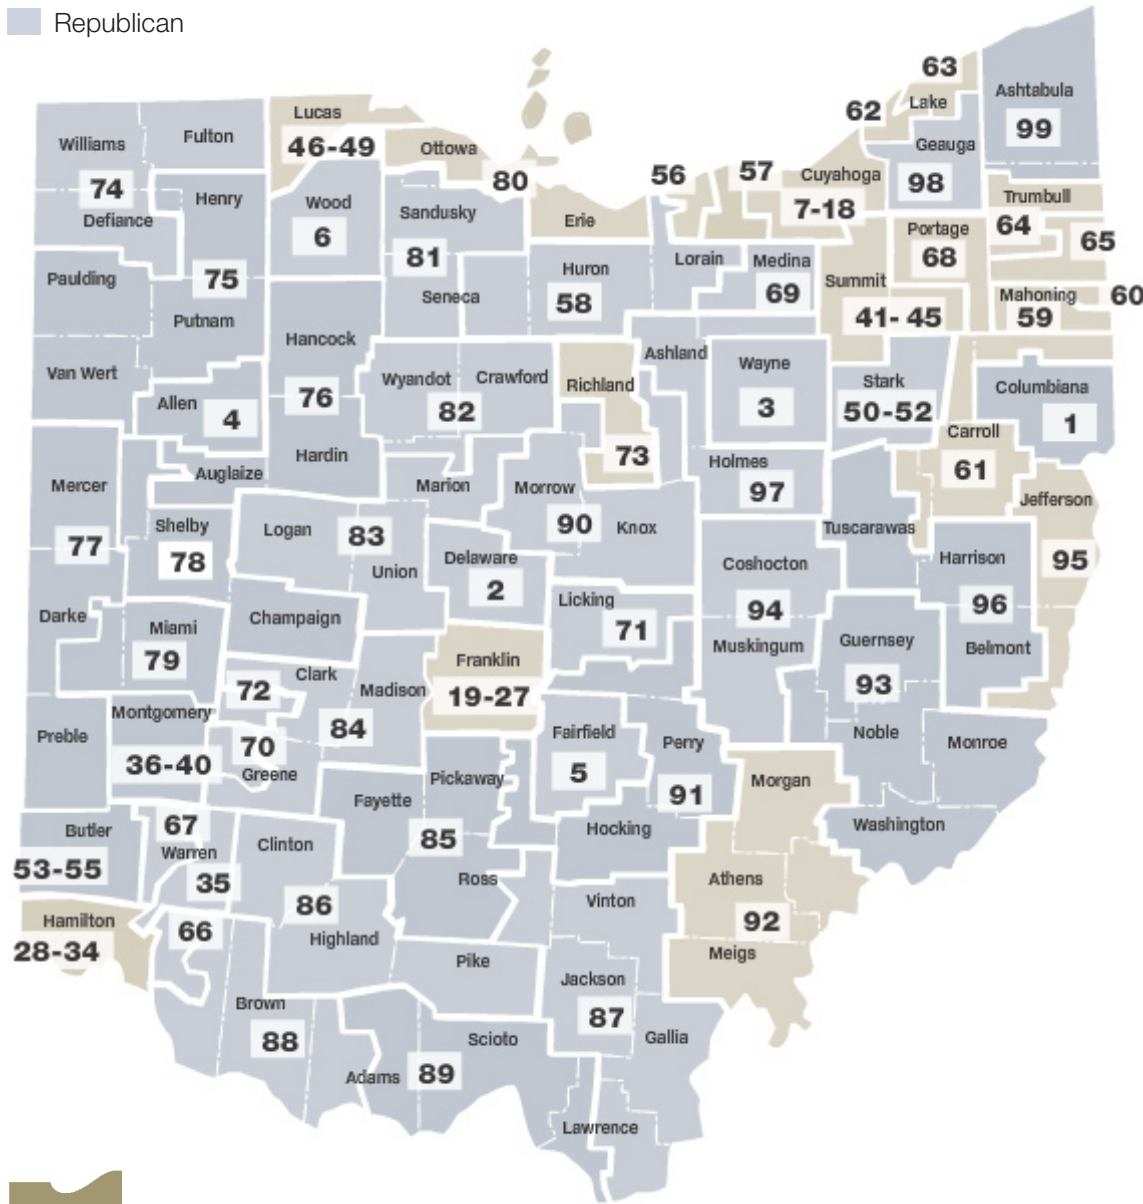 Republican
63
Ashtabula
99
62
Lake
Geauga
98
Lucas
46-49
Williams
74
Defiance
Fulton
Henry
75
Ottowa
80
Wood
6
Sandusky
81
Seneca
Erie
56
57
Cuyahoga
7-18
Trumbull
64
65
Portage
68
Paulding
Putnam
Huron
58
Lorain
Medina
69
Summit
41- 45
Mahoning
59
60
Hancock
76
Hardin
Van Wert
Allen
4
Wyandot
Crawford
82
Richland
73
Ashland
Wayne
3
Stark
50-52
Columbiana
1
Carroll
61
Auglaize
Mercer
77
Darke
Marion
Morrow
90
Knox
Holmes
97
Jefferson
95
Shelby
78
Logan
83
Union
Delaware
2
Tuscarawas
Harrison
96
Belmont
Coshocton
94
Muskingum
Champaign
Licking
71
Miami
79
Franklin
19-27
Guernsey
93
Noble
Clark
72
Madison
84
Montgomery
36-40
70
Greene
Preble
Fairfield
5
Perry
91
Monroe
Pickaway
Morgan
Fayette
85
Butler
53-55
67
Warren
35
Clinton
Hocking
Washington
Ross
86
Highland
Vinton
Athens
92
Meigs
Hamilton
28-34
66
Pike
Jackson
87
Gallia
Brown
88
Scioto
Adams
89
Lawrence